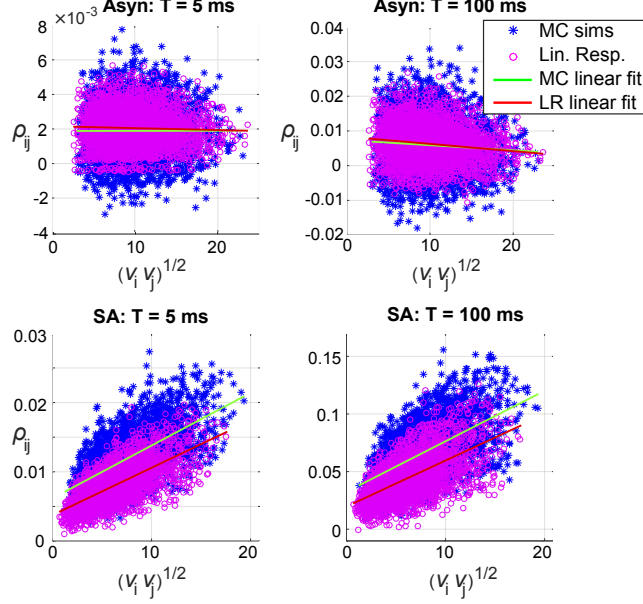 Asyn: T = 5 ms
×10⁻³
8
6
4
2
0
-2
-4
ρij
0
10
20
(νi νj)^1/2
Asyn: T = 100 ms
0.04
0.03
0.02
0.01
0
-0.01
-0.02
ρij
0
10
20
(νi νj)^1/2
MC sims
Lin. Resp.
MC linear fit
LR linear fit
SA: T = 5 ms
0.03
0.02
0.01
0
ρij
0
10
20
(νi νj)^1/2
SA: T = 100 ms
0.15
0.1
0.05
0
0
10
20
(νi νj)^1/2